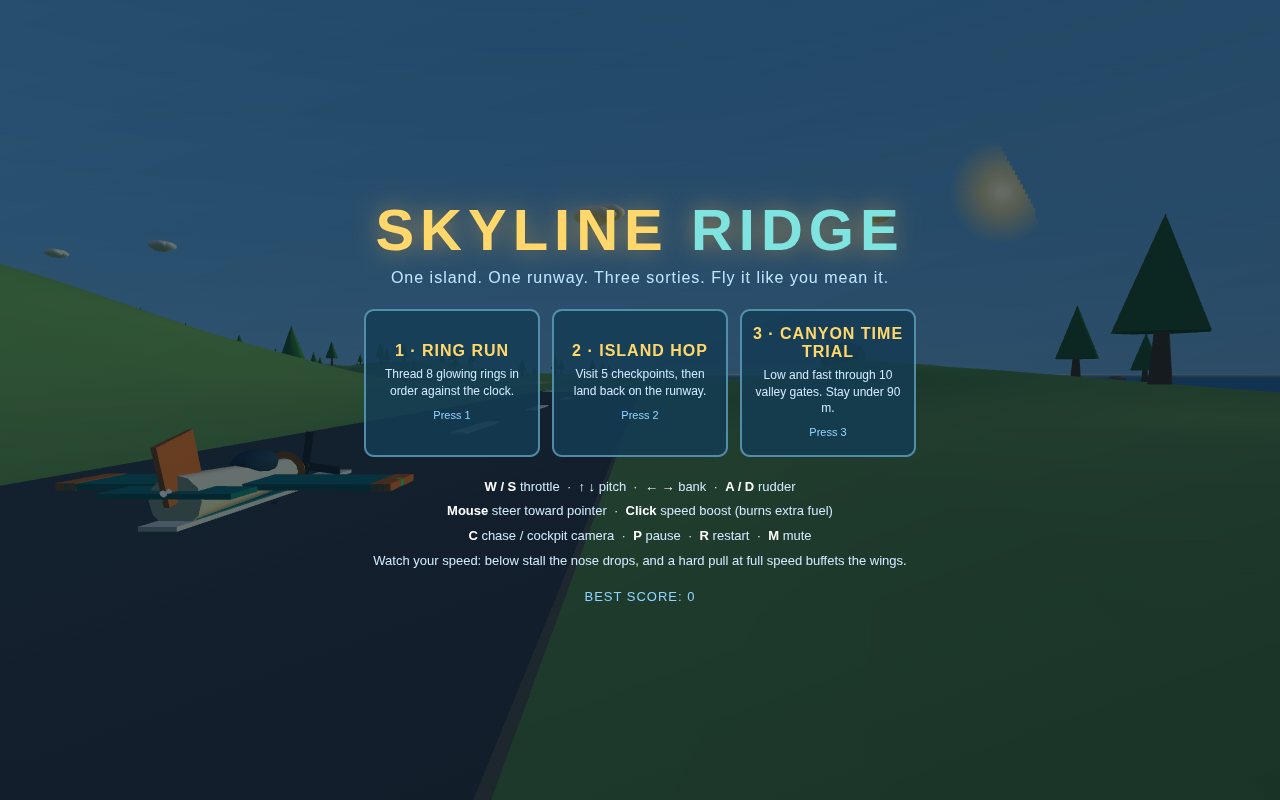 SKYLINE RIDGE
One island. One runway. Three sorties. Fly it like you mean it.
1 · RING RUN
Thread 8 glowing rings in
order against the clock.
Press 1
2 · ISLAND HOP
Visit 5 checkpoints, then
land back on the runway.
Press 2
3 · CANYON TIME
TRIAL
Low and fast through 10
valley gates. Stay under 90
m.
Press 3
W / S throttle · ↑ ↓ pitch · ← → bank · A / D rudder
Mouse steer toward pointer · Click speed boost (burns extra fuel)
C chase / cockpit camera · P pause · R restart · M mute
Watch your speed: below stall the nose drops, and a hard pull at full speed buffets the wings.
BEST SCORE: 0